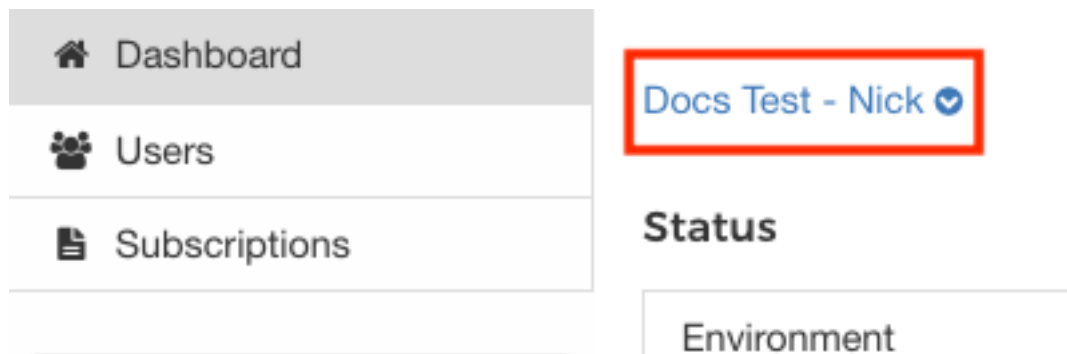 Dashboard
Users
Subscriptions
Docs Test - Nick
Status
Environment